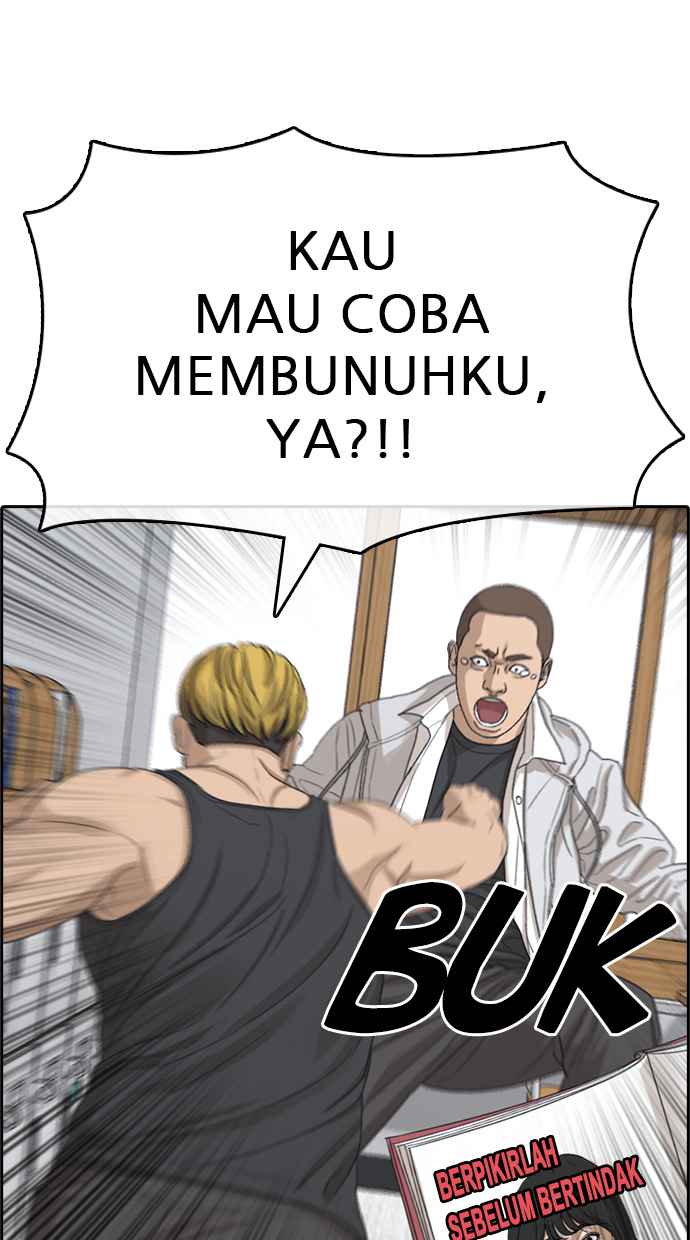 KAU
MAU COBA
MEMBUNUHKU,
YA?!!
BUK
BERPIKIRLAH
SEBELUM BERTINDAK